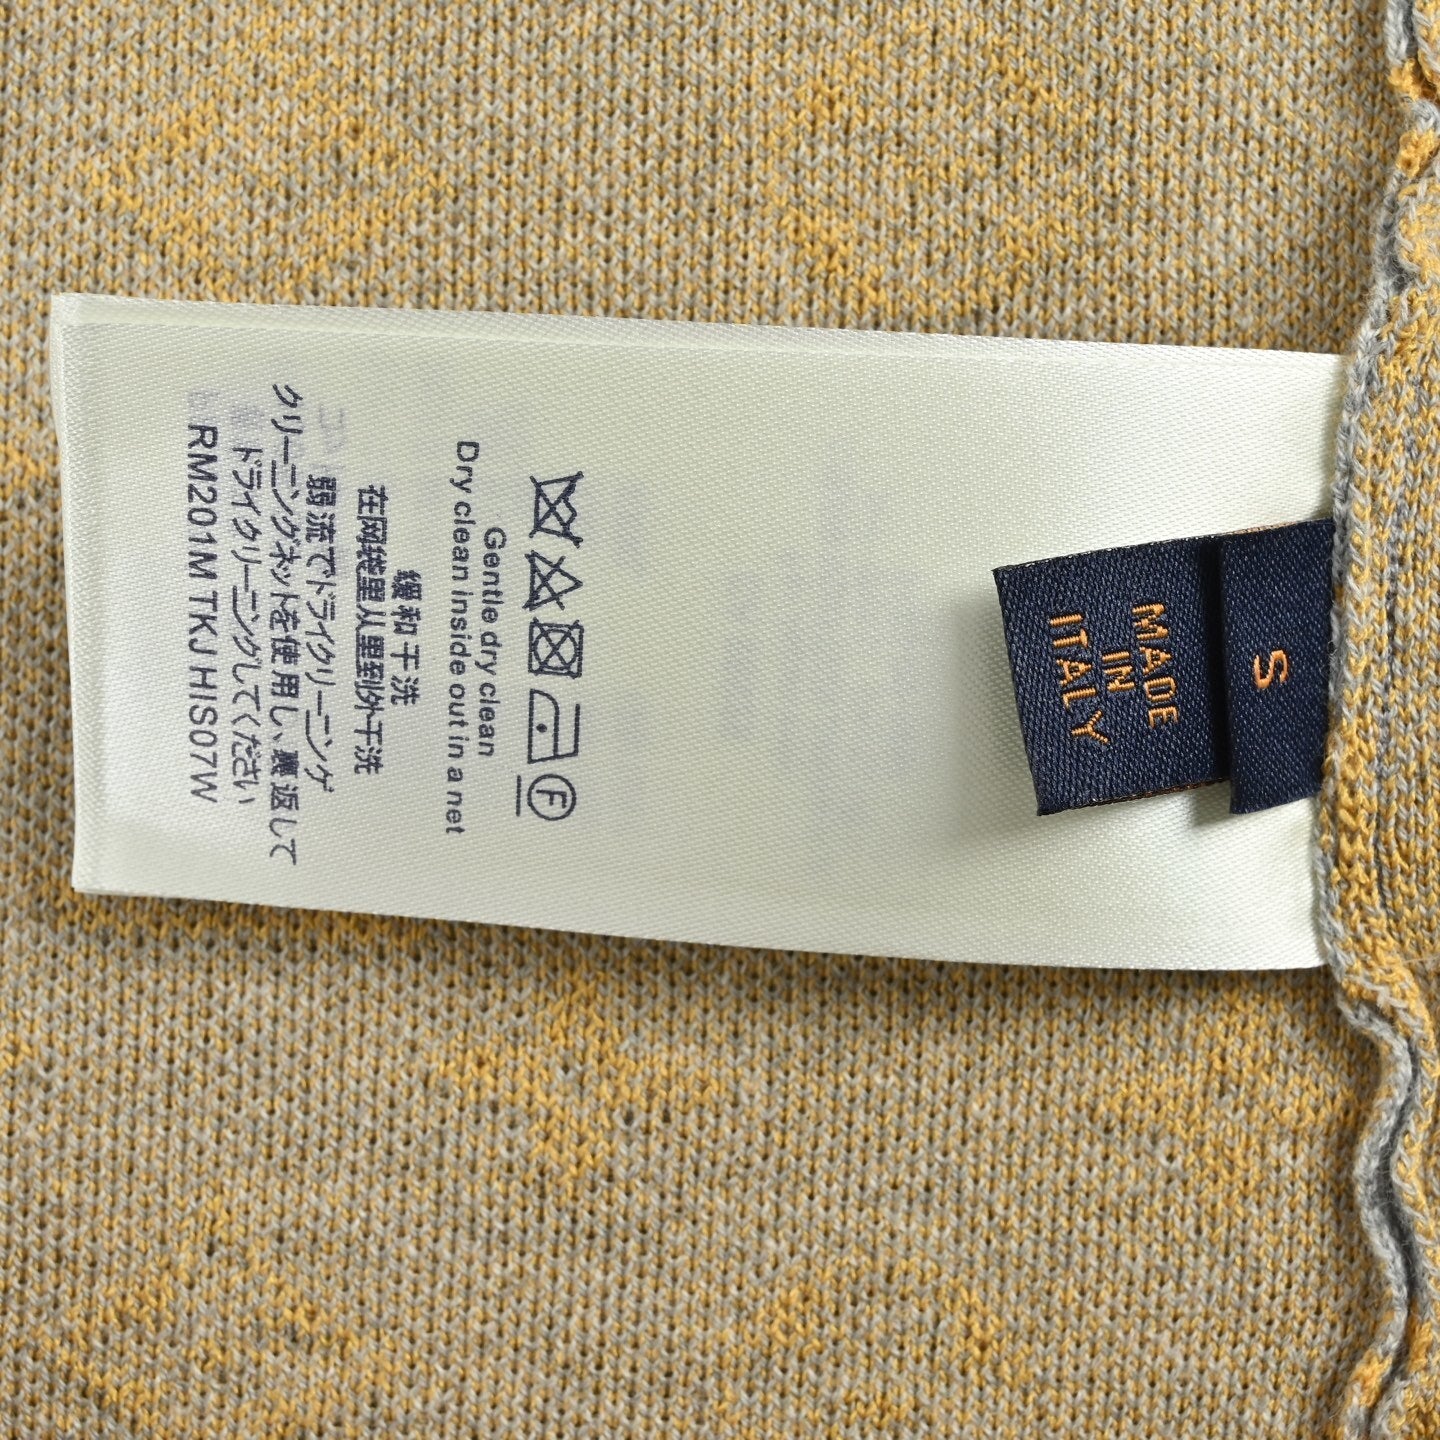 S
MADE
IN
ITALY
F
Gentle dry clean
Dry clean inside out in a net
缓和干洗
在网袋里从里到外干洗
弱流でドライクリーニング
クリーニングネットを使用し、裏返して
ドライクリーニングしてください
RM201M TKJ HIS07W